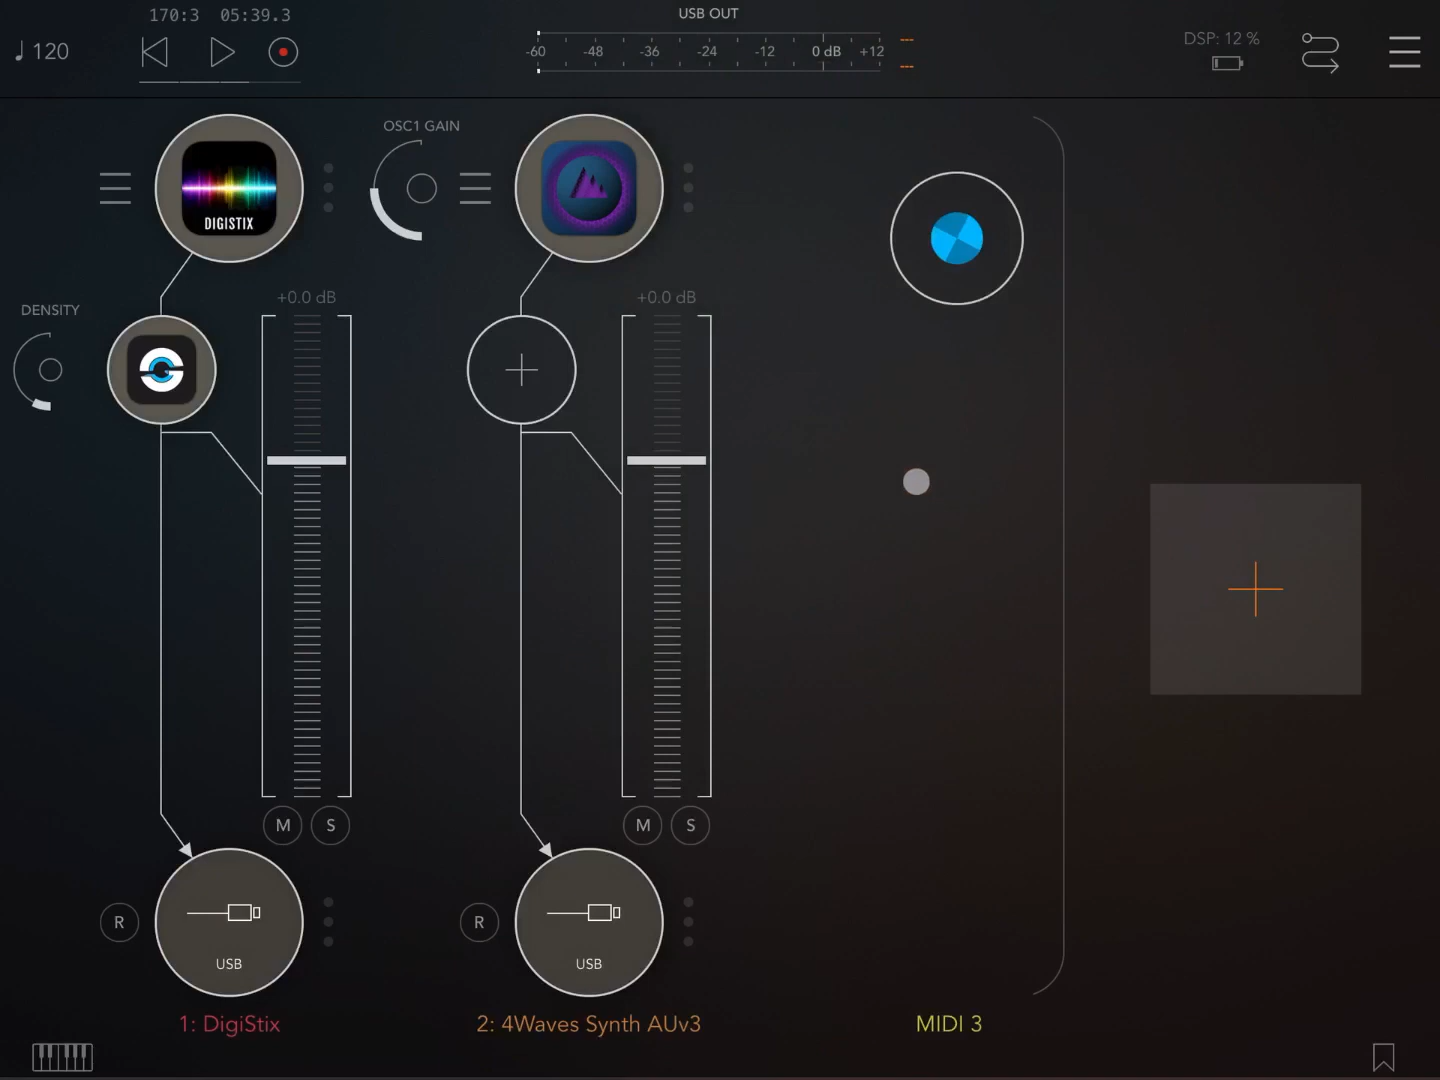 170:3 05:39.3
♩ 120
USB OUT
-60 -48 -36 -24 -12 0 dB +12
---
---
DSP: 12 %
OSC1 GAIN
DIGISTIX
DENSITY
+0.0 dB
+0.0 dB
M S
M S
R
USB
R
USB
1: DigiStix
2: 4Waves Synth AUv3
MIDI 3